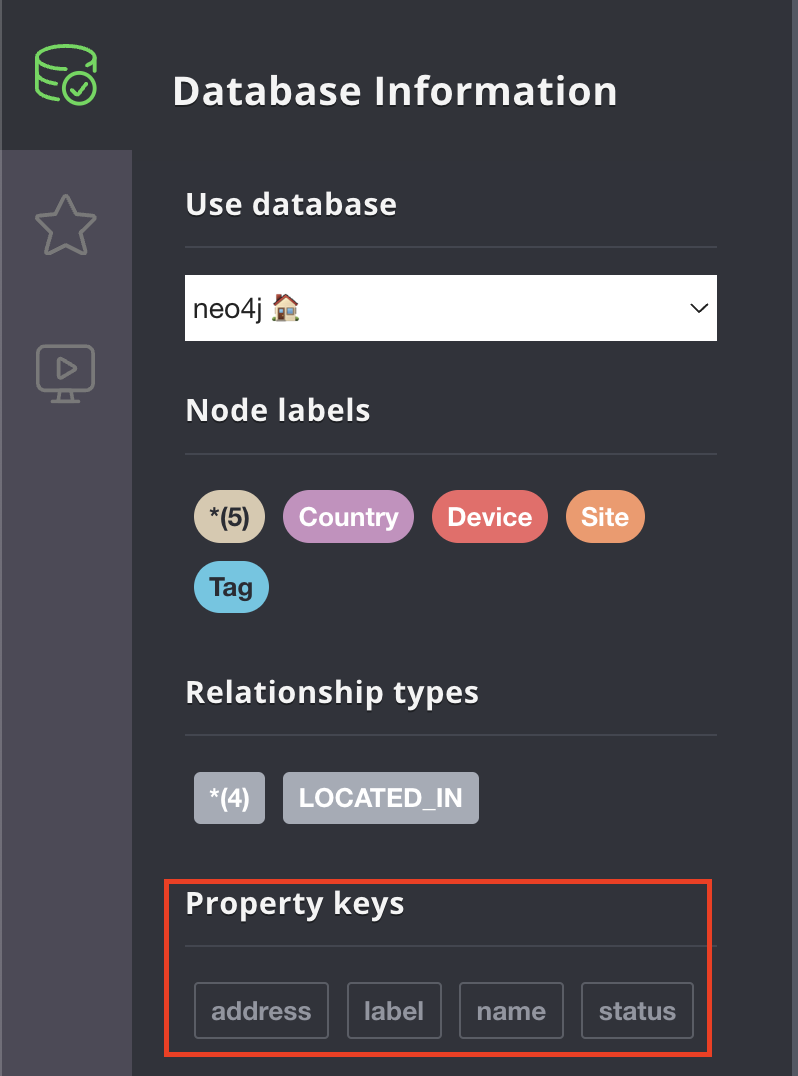 Database Information
Use database
neo4j 🏠
Node labels
*(5) Country Device Site
Tag
Relationship types
*(4) LOCATED_IN
Property keys
address label name status